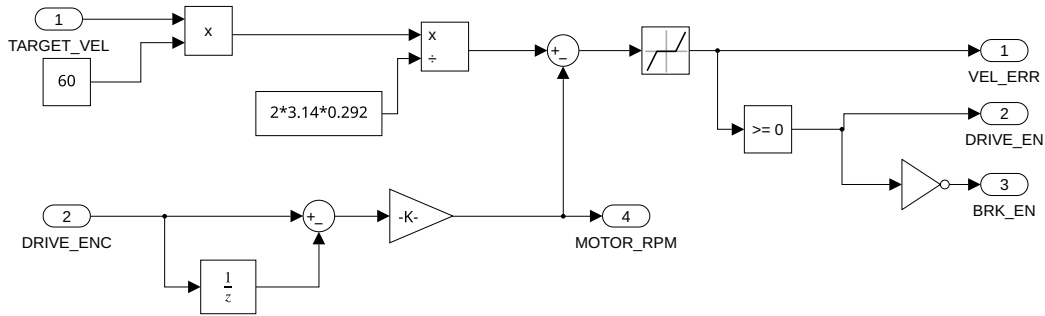 1
TARGET_VEL
x
60
x
÷
2*3.14*0.292
+
−
1
VEL_ERR
>= 0
2
DRIVE_EN
3
BRK_EN
2
DRIVE_ENC
+
−
-K-
4
MOTOR_RPM
1
z